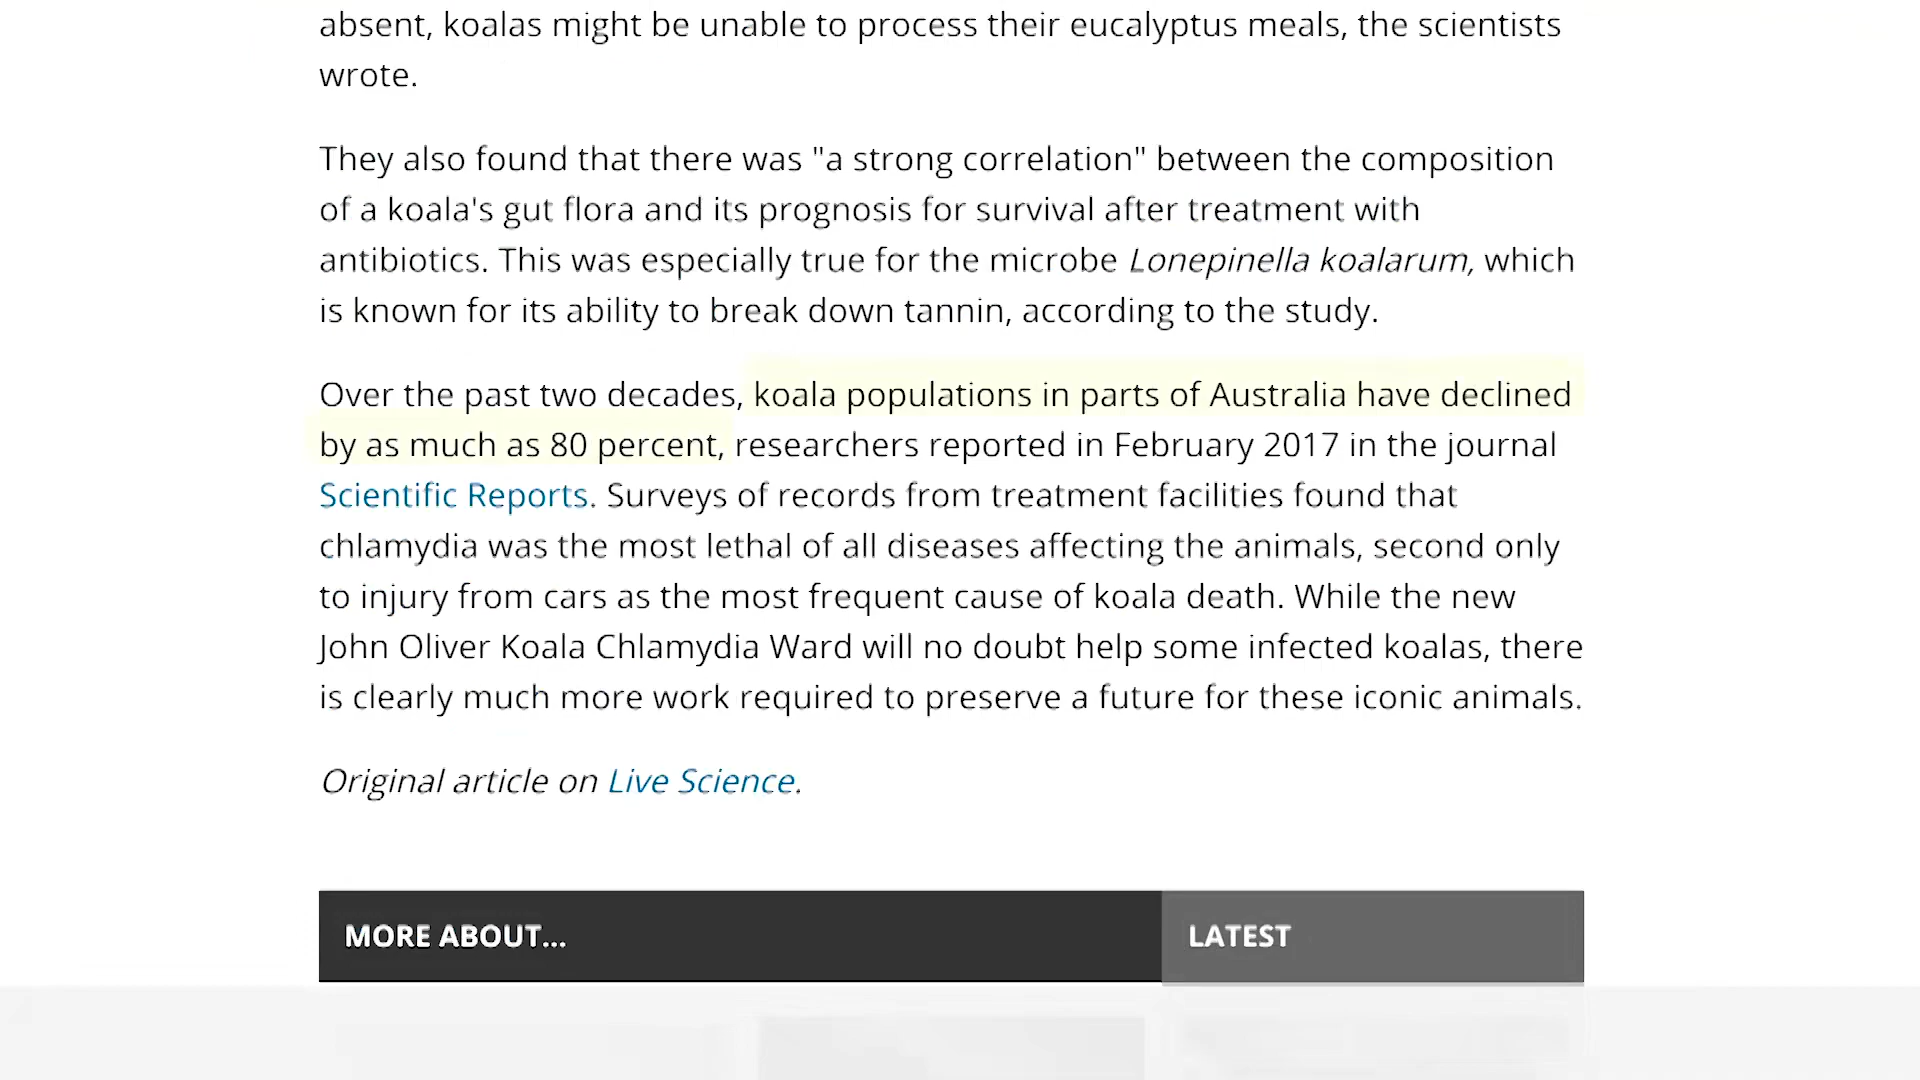 absent, koalas might be unable to process their eucalyptus meals, the scientists
wrote.
They also found that there was "a strong correlation" between the composition
of a koala's gut flora and its prognosis for survival after treatment with
antibiotics. This was especially true for the microbe Lonepinella koalarum, which
is known for its ability to break down tannin, according to the study.
Over the past two decades, koala populations in parts of Australia have declined
by as much as 80 percent, researchers reported in February 2017 in the journal
Scientific Reports. Surveys of records from treatment facilities found that
chlamydia was the most lethal of all diseases affecting the animals, second only
to injury from cars as the most frequent cause of koala death. While the new
John Oliver Koala Chlamydia Ward will no doubt help some infected koalas, there
is clearly much more work required to preserve a future for these iconic animals.
Original article on Live Science.
MORE ABOUT... LATEST